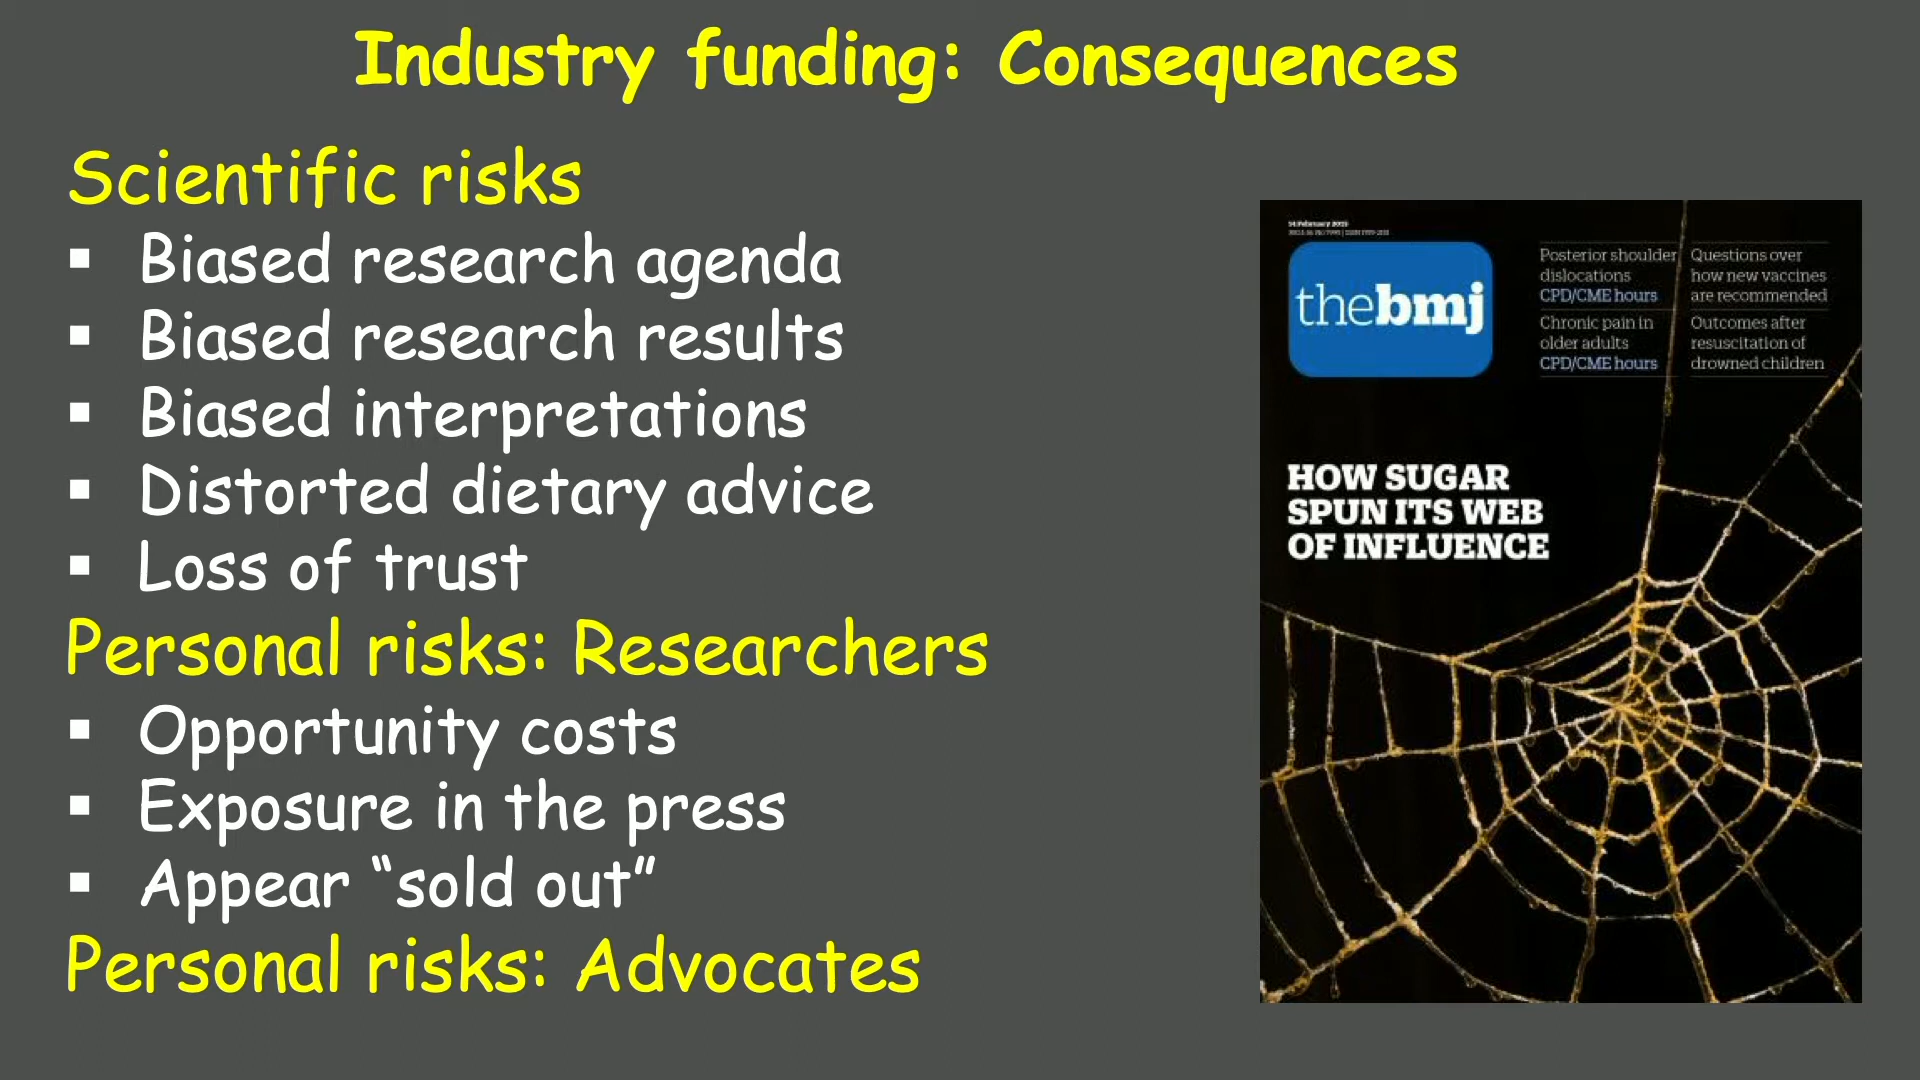 Industry funding: Consequences
Scientific risks
▪ Biased research agenda
▪ Biased research results
▪ Biased interpretations
▪ Distorted dietary advice
▪ Loss of trust
Personal risks: Researchers
▪ Opportunity costs
▪ Exposure in the press
▪ Appear “sold out”
Personal risks: Advocates
14 February 2015
thebmj
Posterior shoulder
dislocations
CPD/CME hours
Chronic pain in
older adults
CPD/CME hours
Questions over
how new vaccines
are recommended
Outcomes after
resuscitation of
drowned children
HOW SUGAR
SPUN ITS WEB
OF INFLUENCE